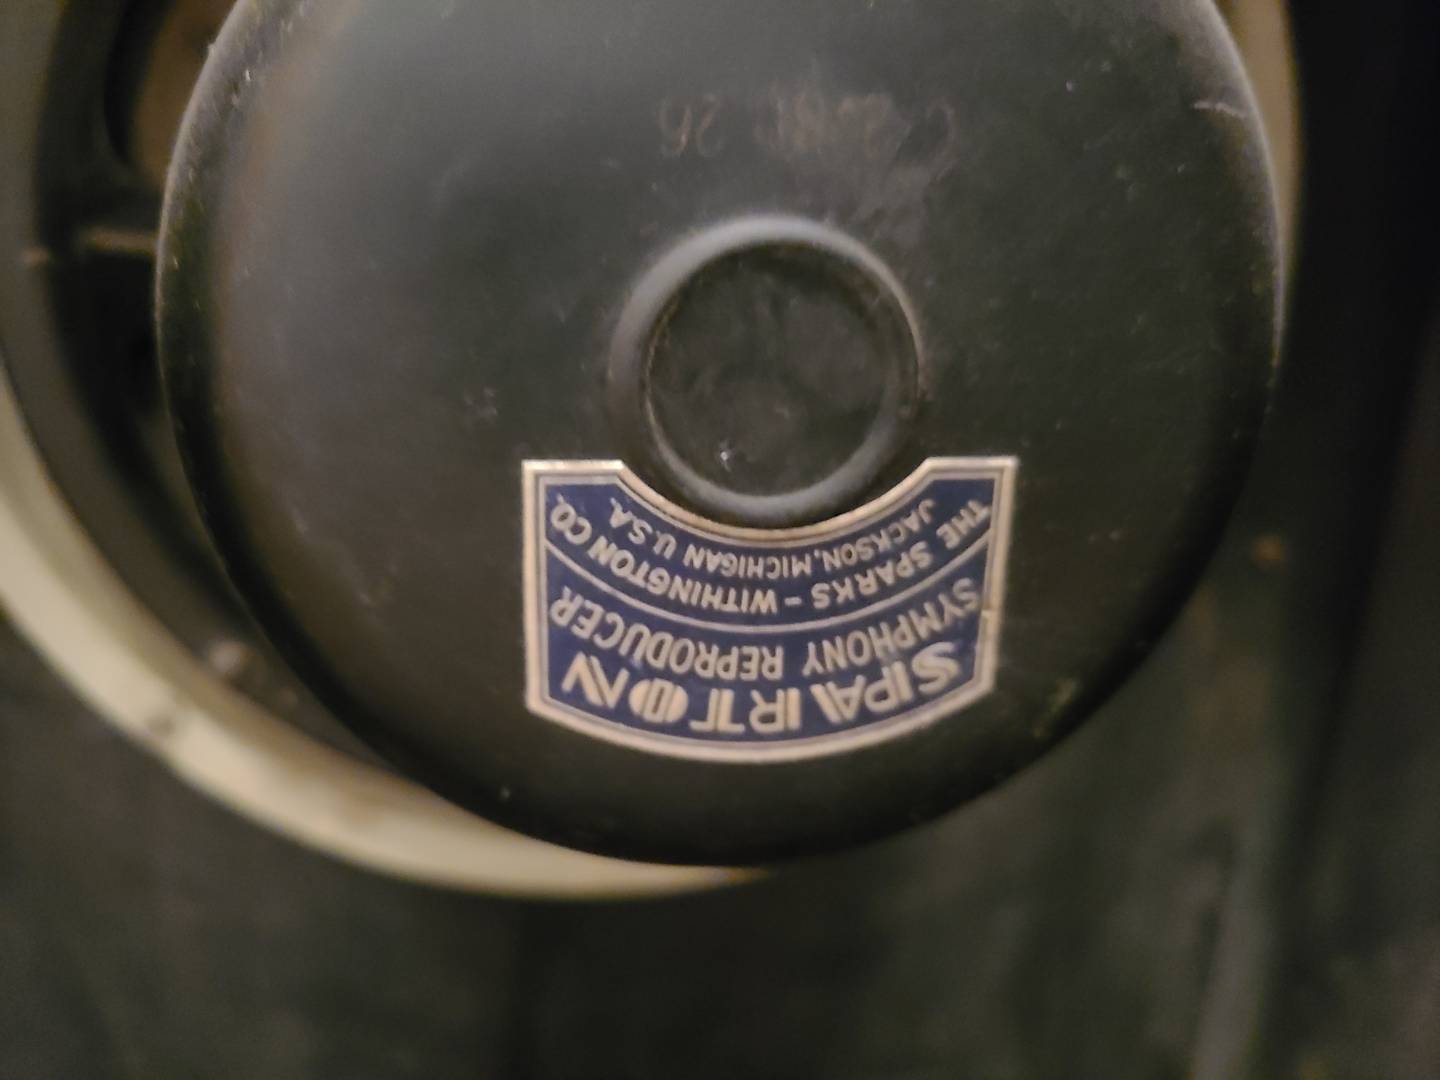 SPARTON
SYMPHONY REPRODUCER
THE SPARKS-WITHINGTON CO.
JACKSON, MICHIGAN U.S.A.